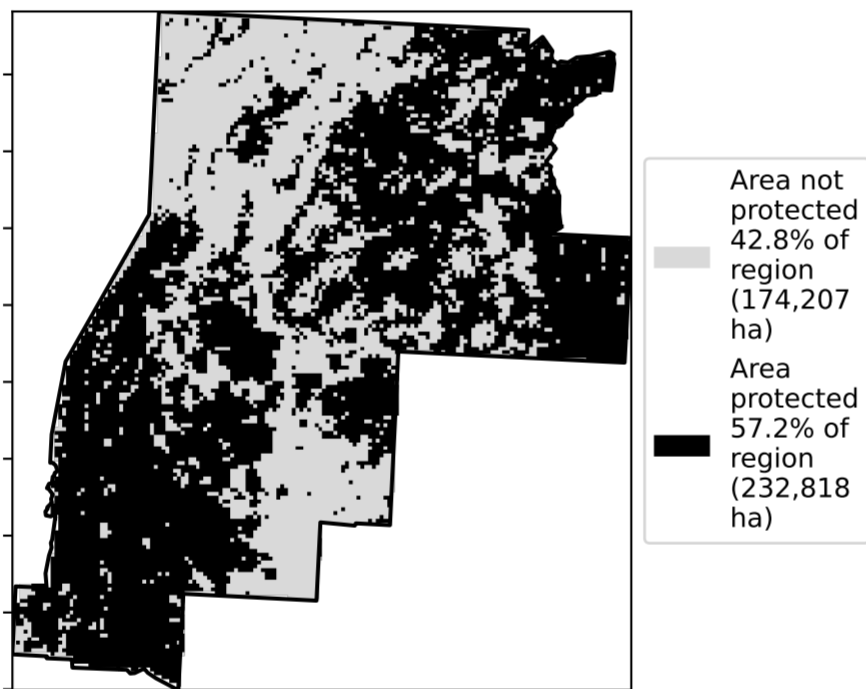 Area not
protected
42.8% of
region
(174,207
ha)
Area
protected
57.2% of
region
(232,818
ha)